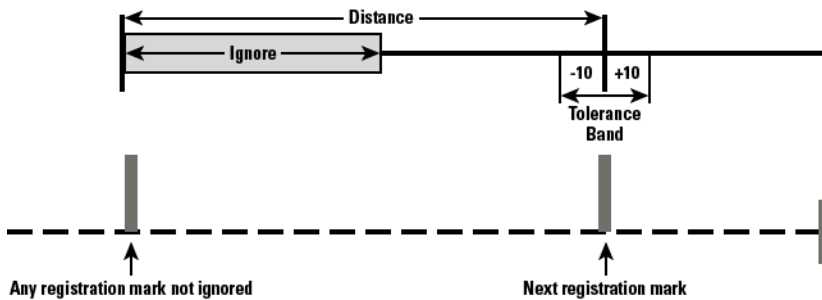 Distance
Ignore
-10
+10
Tolerance
Band
Any registration mark not ignored
Next registration mark